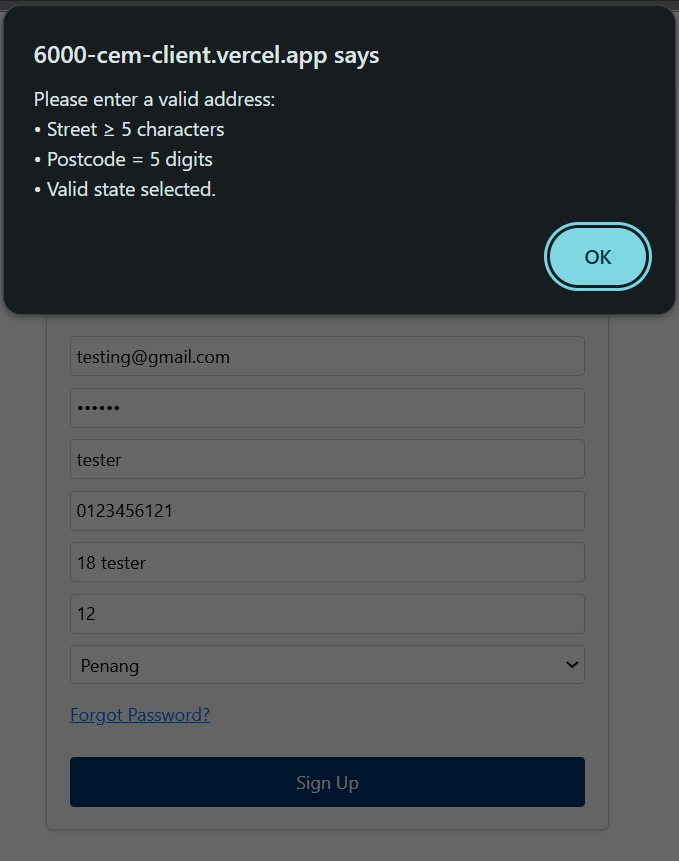 6000-cem-client.vercel.app says
Please enter a valid address:
• Street ≥ 5 characters
• Postcode = 5 digits
• Valid state selected.
OK
testing@gmail.com
••••••
tester
0123456121
18 tester
12
Penang
Forgot Password?
Sign Up